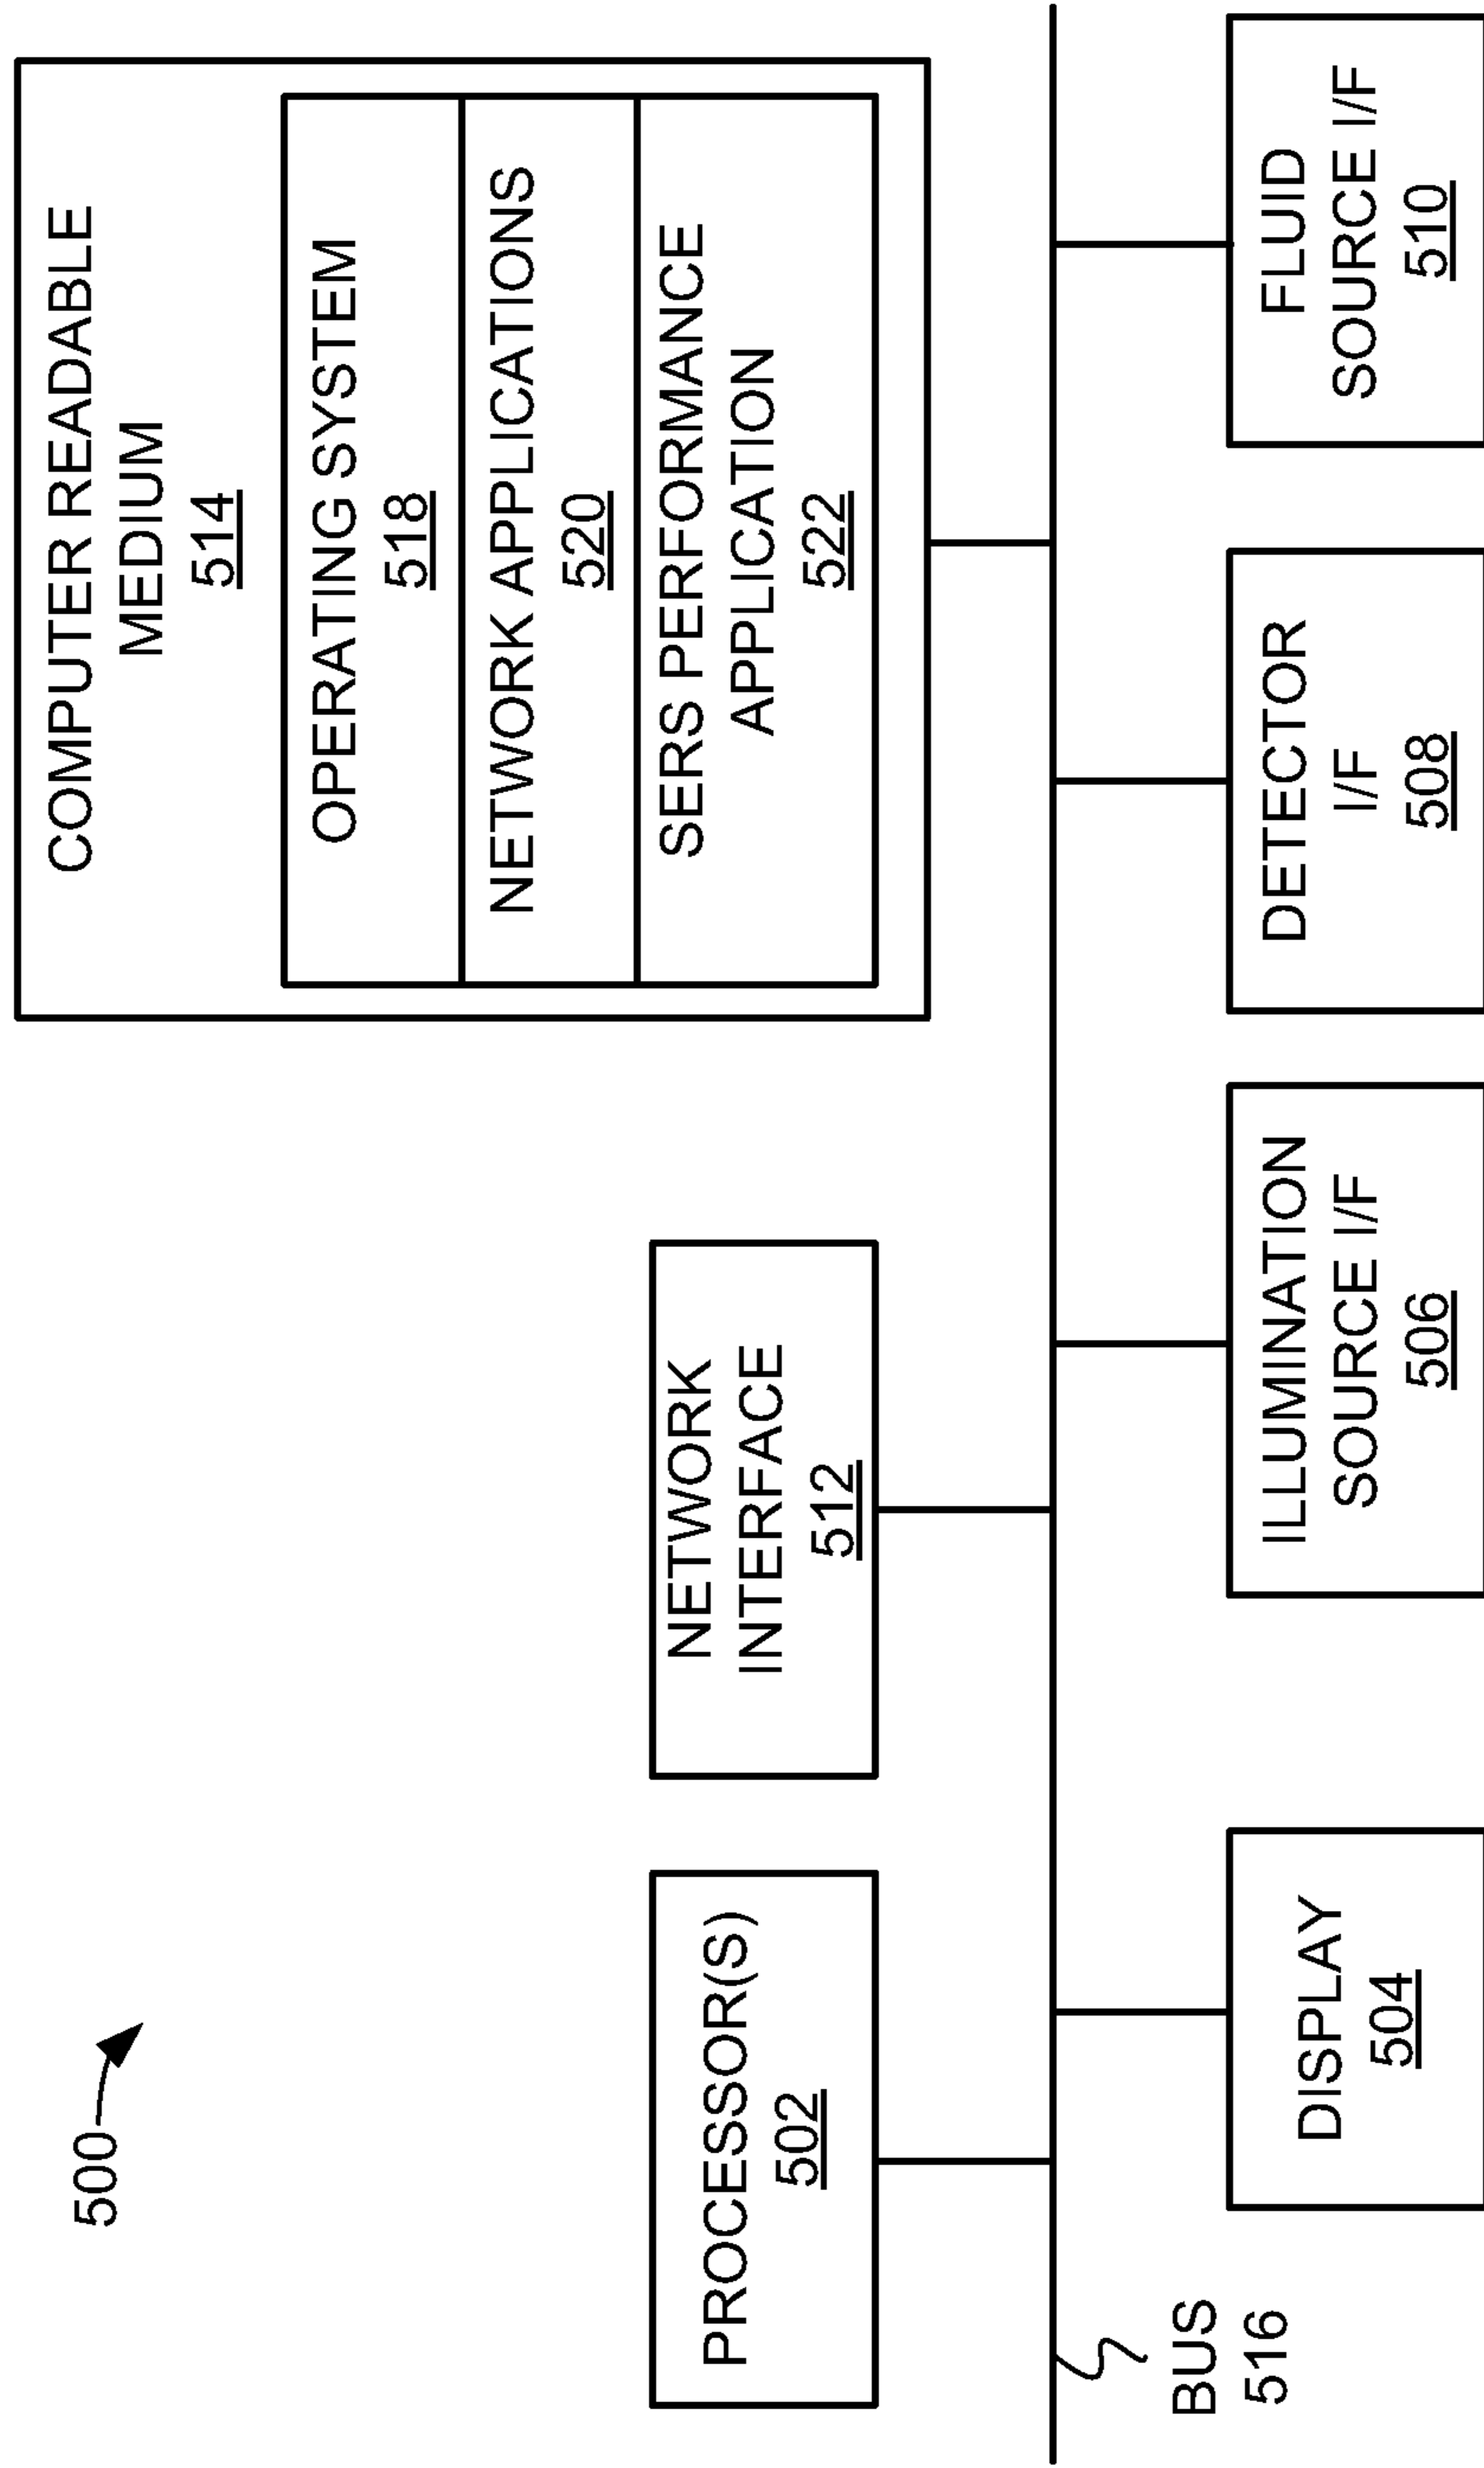 500
COMPUTER READABLE
MEDIUM
514
OPERATING SYSTEM
518
NETWORK APPLICATIONS
520
SERS PERFORMANCE
APPLICATION
522
PROCESSOR(S)
502
NETWORK
INTERFACE
512
BUS
516
DISPLAY
504
ILLUMINATION
SOURCE I/F
506
DETECTOR
I/F
508
FLUID
SOURCE I/F
510